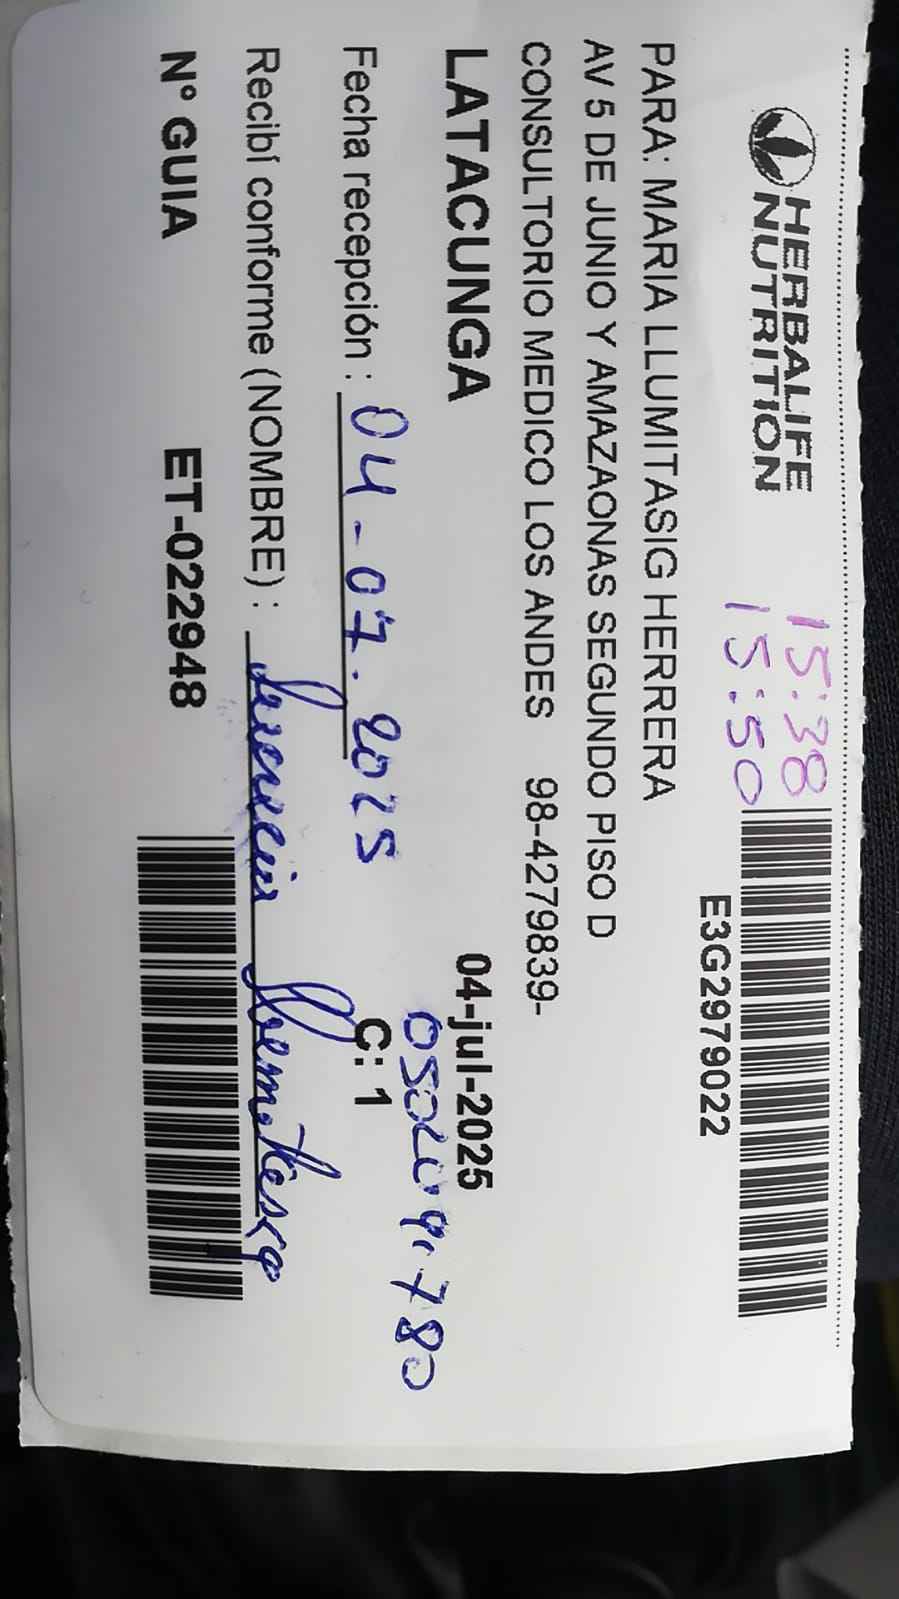 HERBALIFE
NUTRITION
15:38
15:50
E3G2979022
PARA: MARIA LLUMITASIG HERRERA
AV 5 DE JUNIO Y AMAZAONAS SEGUNDO PISO D
CONSULTORIO MEDICO LOS ANDES 98-4279839-
LATACUNGA 04-jul-2025
Fecha recepción : 04-07.2025 C: 1
Recibí conforme (NOMBRE) :
N° GUIA ET-022948